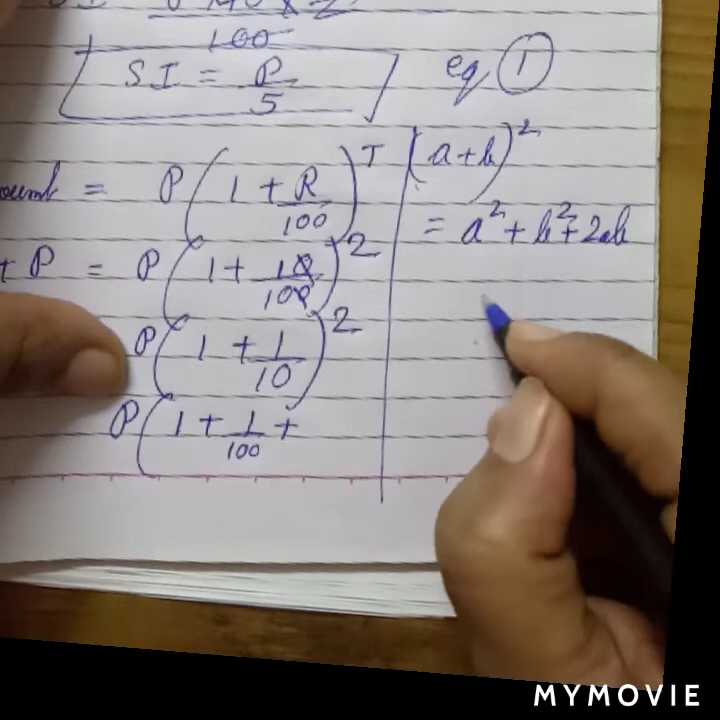 100
SI = P/5 eq 1
ount = P(1 + R/100)^T
(a+b)^2
= a^2 + b^2 + 2ab
+ P = P(1 + 10/100)^2
P(1 + 1/10)^2
P(1 + 1/100 +
MYMOVIE